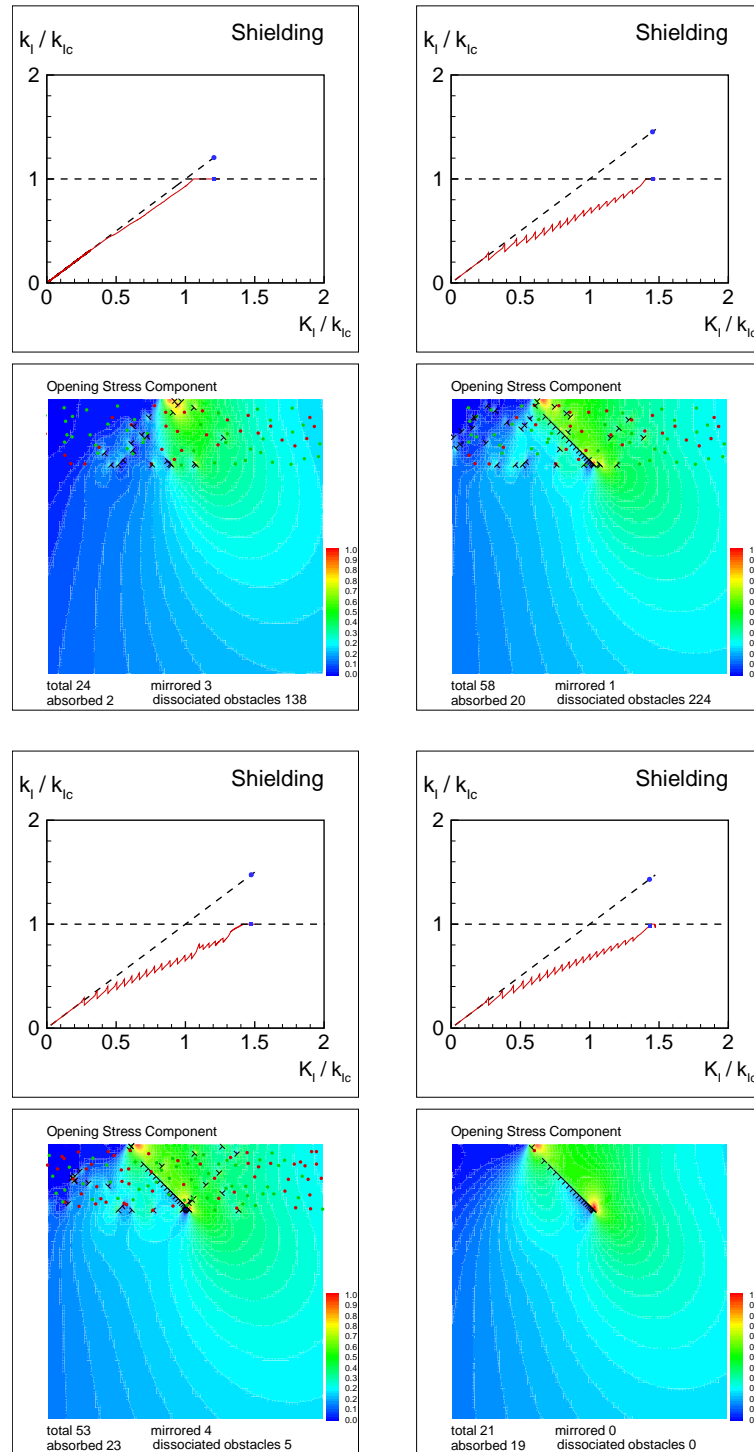 k_I / k_Ic Shielding
2
1
0
0 0.5 1 1.5 2
K_I / k_Ic
k_I / k_Ic Shielding
2
1
0
0 0.5 1 1.5 2
K_I / k_Ic
Opening Stress Component
1.0
0.9
0.8
0.7
0.6
0.5
0.4
0.3
0.2
0.1
0.0
total 24 mirrored 3
absorbed 2 dissociated obstacles 138
Opening Stress Component
total 58 mirrored 1
absorbed 20 dissociated obstacles 224
k_I / k_Ic Shielding
2
1
0
0 0.5 1 1.5 2
K_I / k_Ic
k_I / k_Ic Shielding
2
1
0
0 0.5 1 1.5 2
K_I / k_Ic
Opening Stress Component
1.0
0.9
0.8
0.7
0.6
0.5
0.4
0.3
0.2
0.1
0.0
total 53 mirrored 4
absorbed 23 dissociated obstacles 5
Opening Stress Component
total 21 mirrored 0
absorbed 19 dissociated obstacles 0